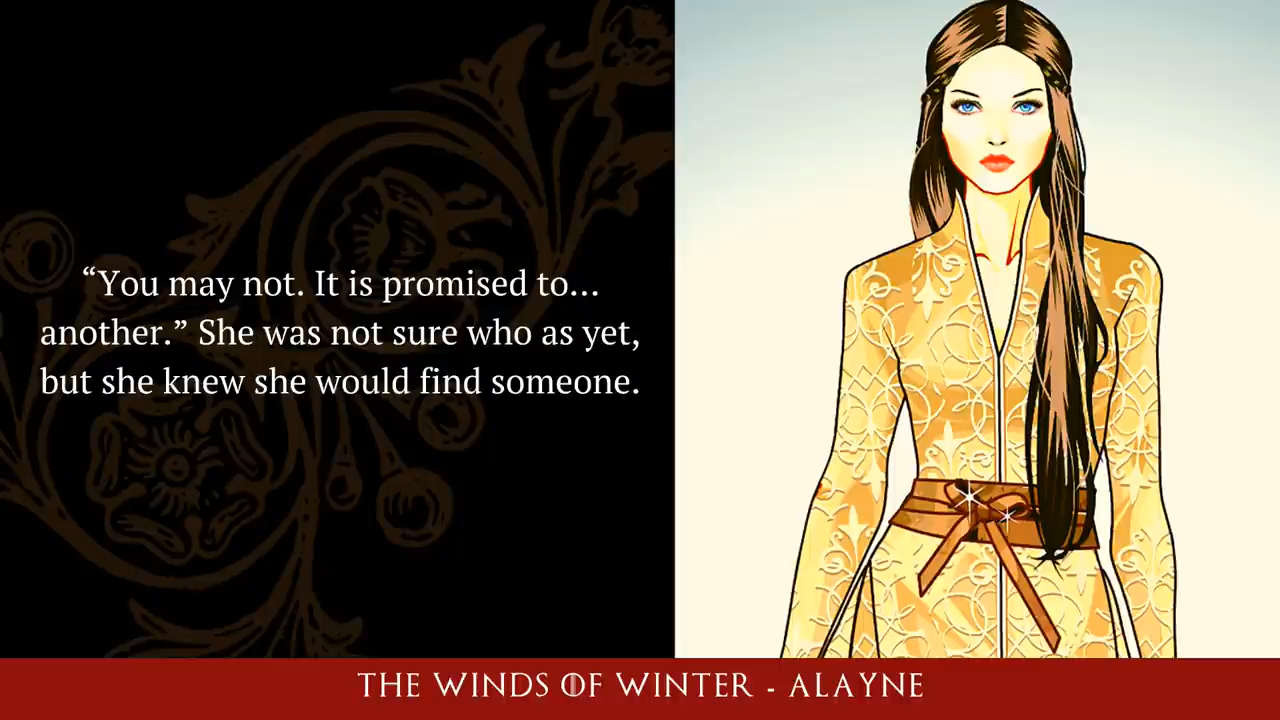 “You may not. It is promised to...
another.” She was not sure who as yet,
but she knew she would find someone.
THE WINDS OF WINTER - ALAYNE